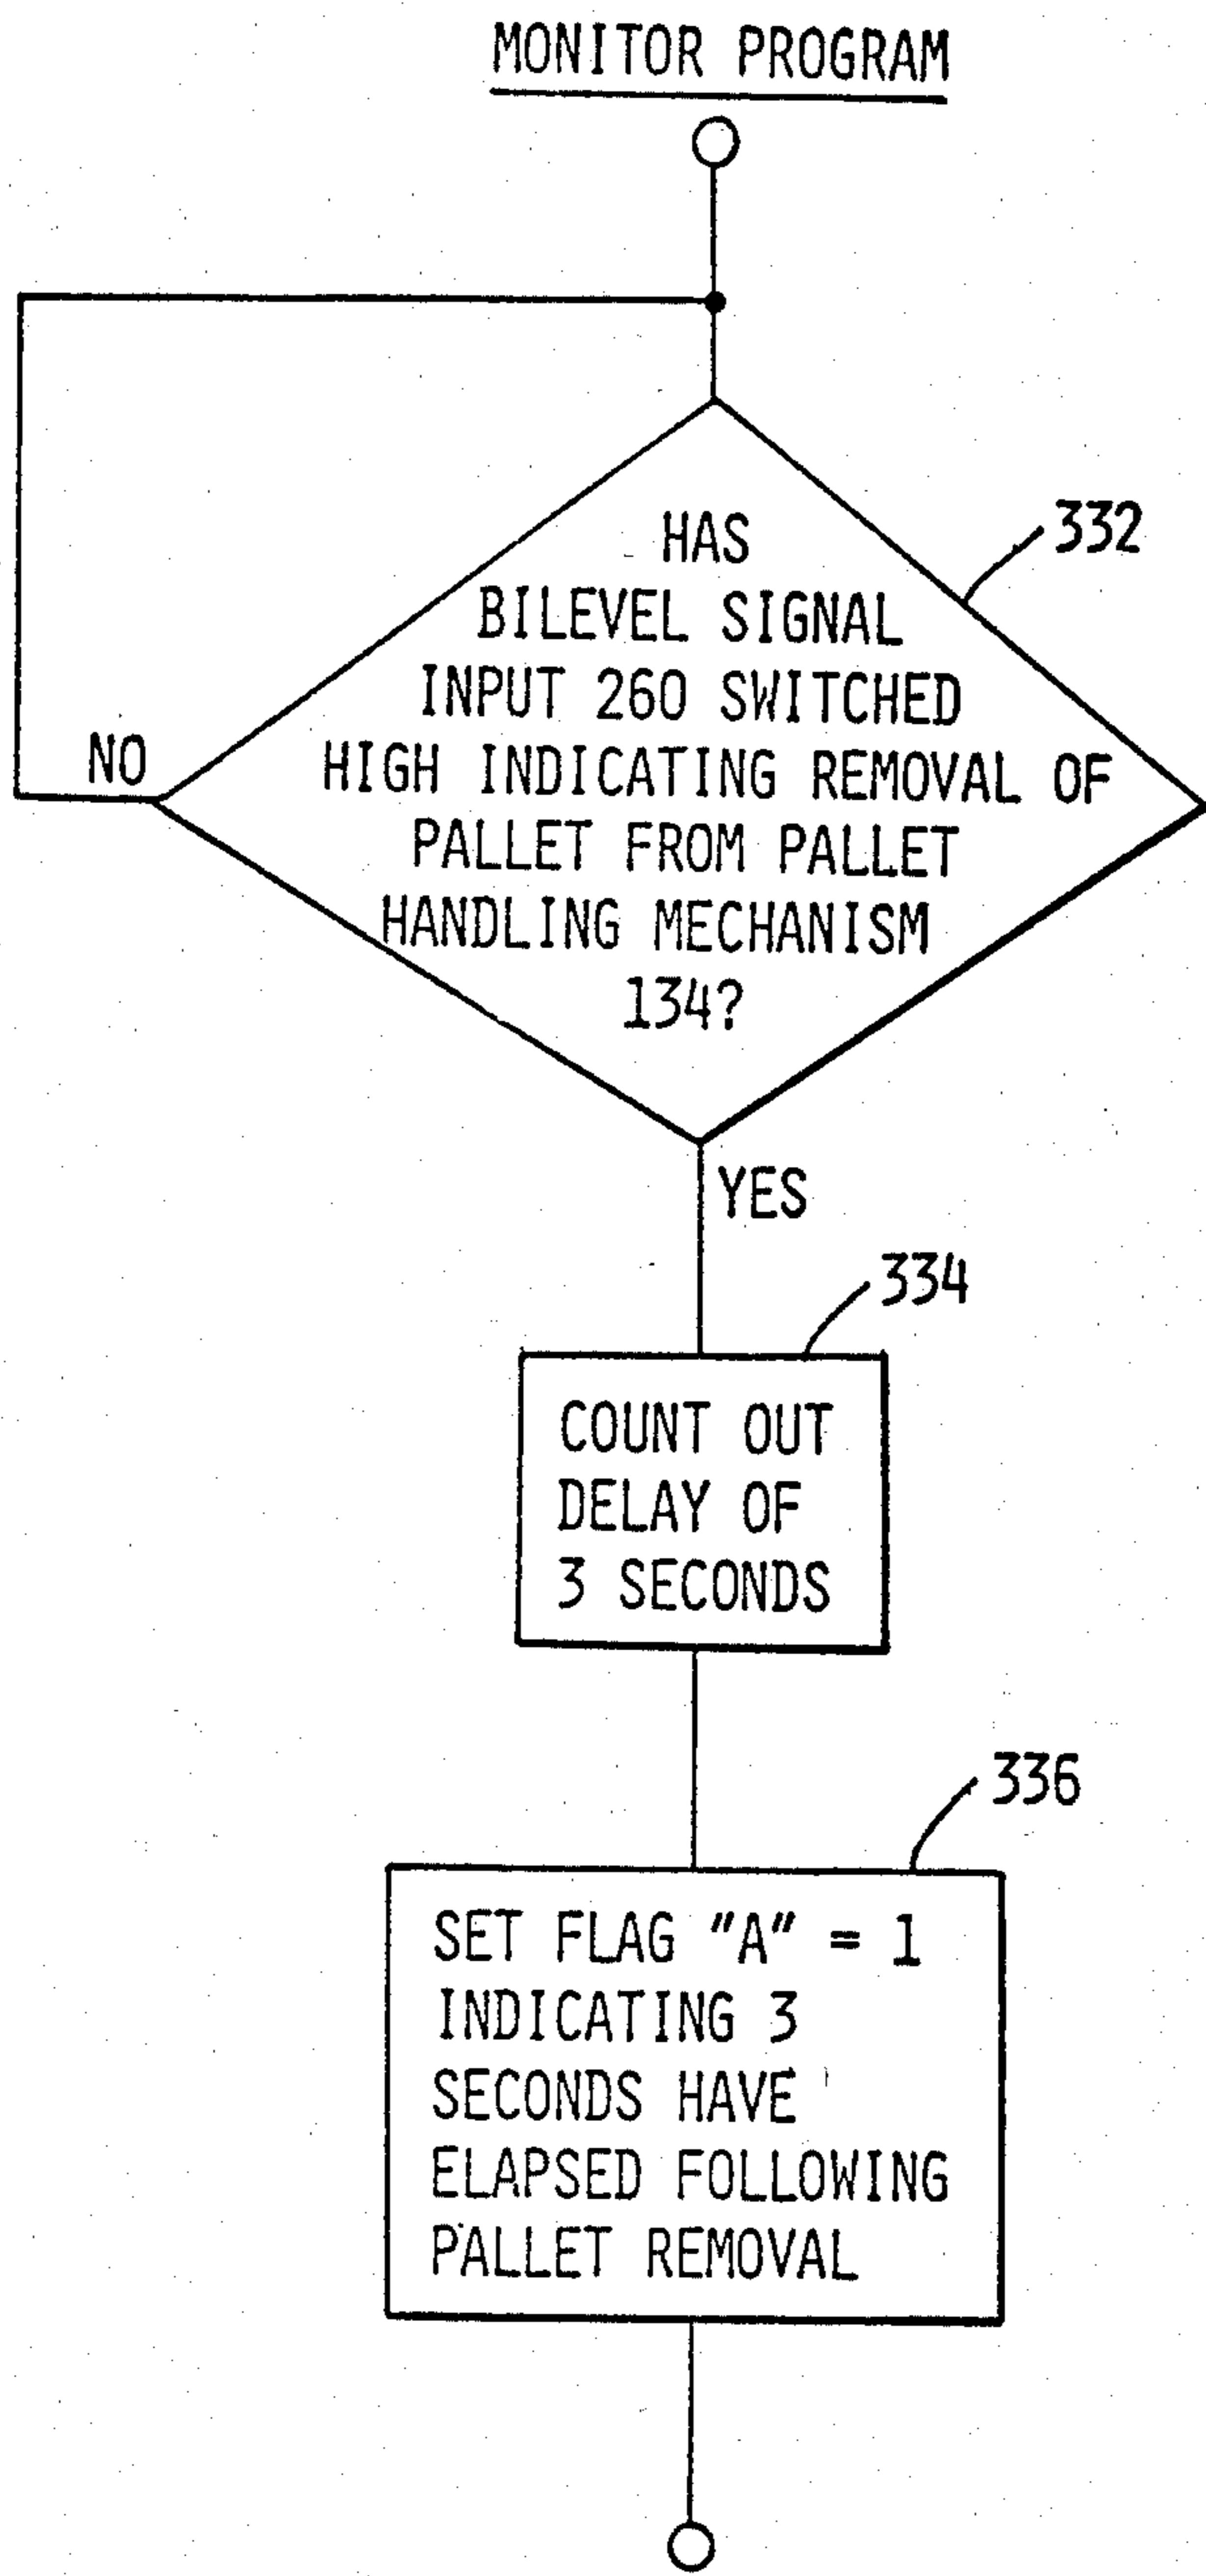 MONITOR PROGRAM
HAS
BILEVEL SIGNAL
INPUT 260 SWITCHED
HIGH INDICATING REMOVAL OF
PALLET FROM PALLET
HANDLING MECHANISM
134?
332
NO
YES
334
COUNT OUT
DELAY OF
3 SECONDS
336
SET FLAG "A" = 1
INDICATING 3
SECONDS HAVE
ELAPSED FOLLOWING
PALLET REMOVAL